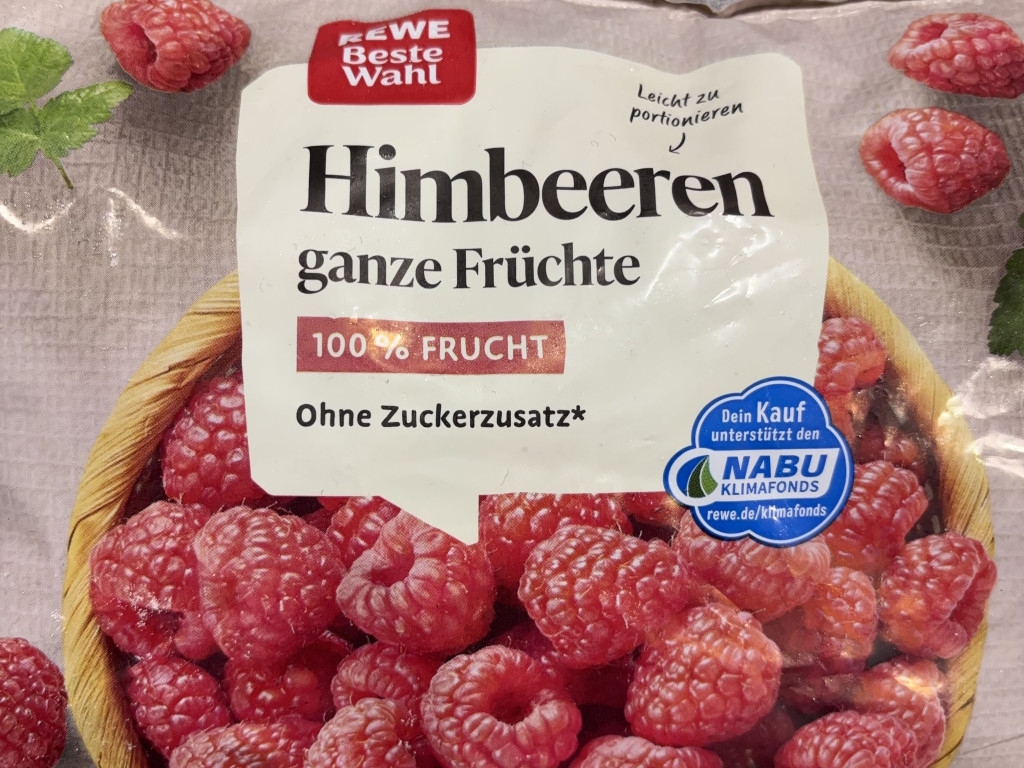 REWE
Beste
Wahl
Leicht zu
portionieren
Himbeeren
ganze Früchte
100 % FRUCHT
Ohne Zuckerzusatz*
Dein Kauf
unterstützt den
NABU
KLIMAFONDS
rewe.de/klimafonds